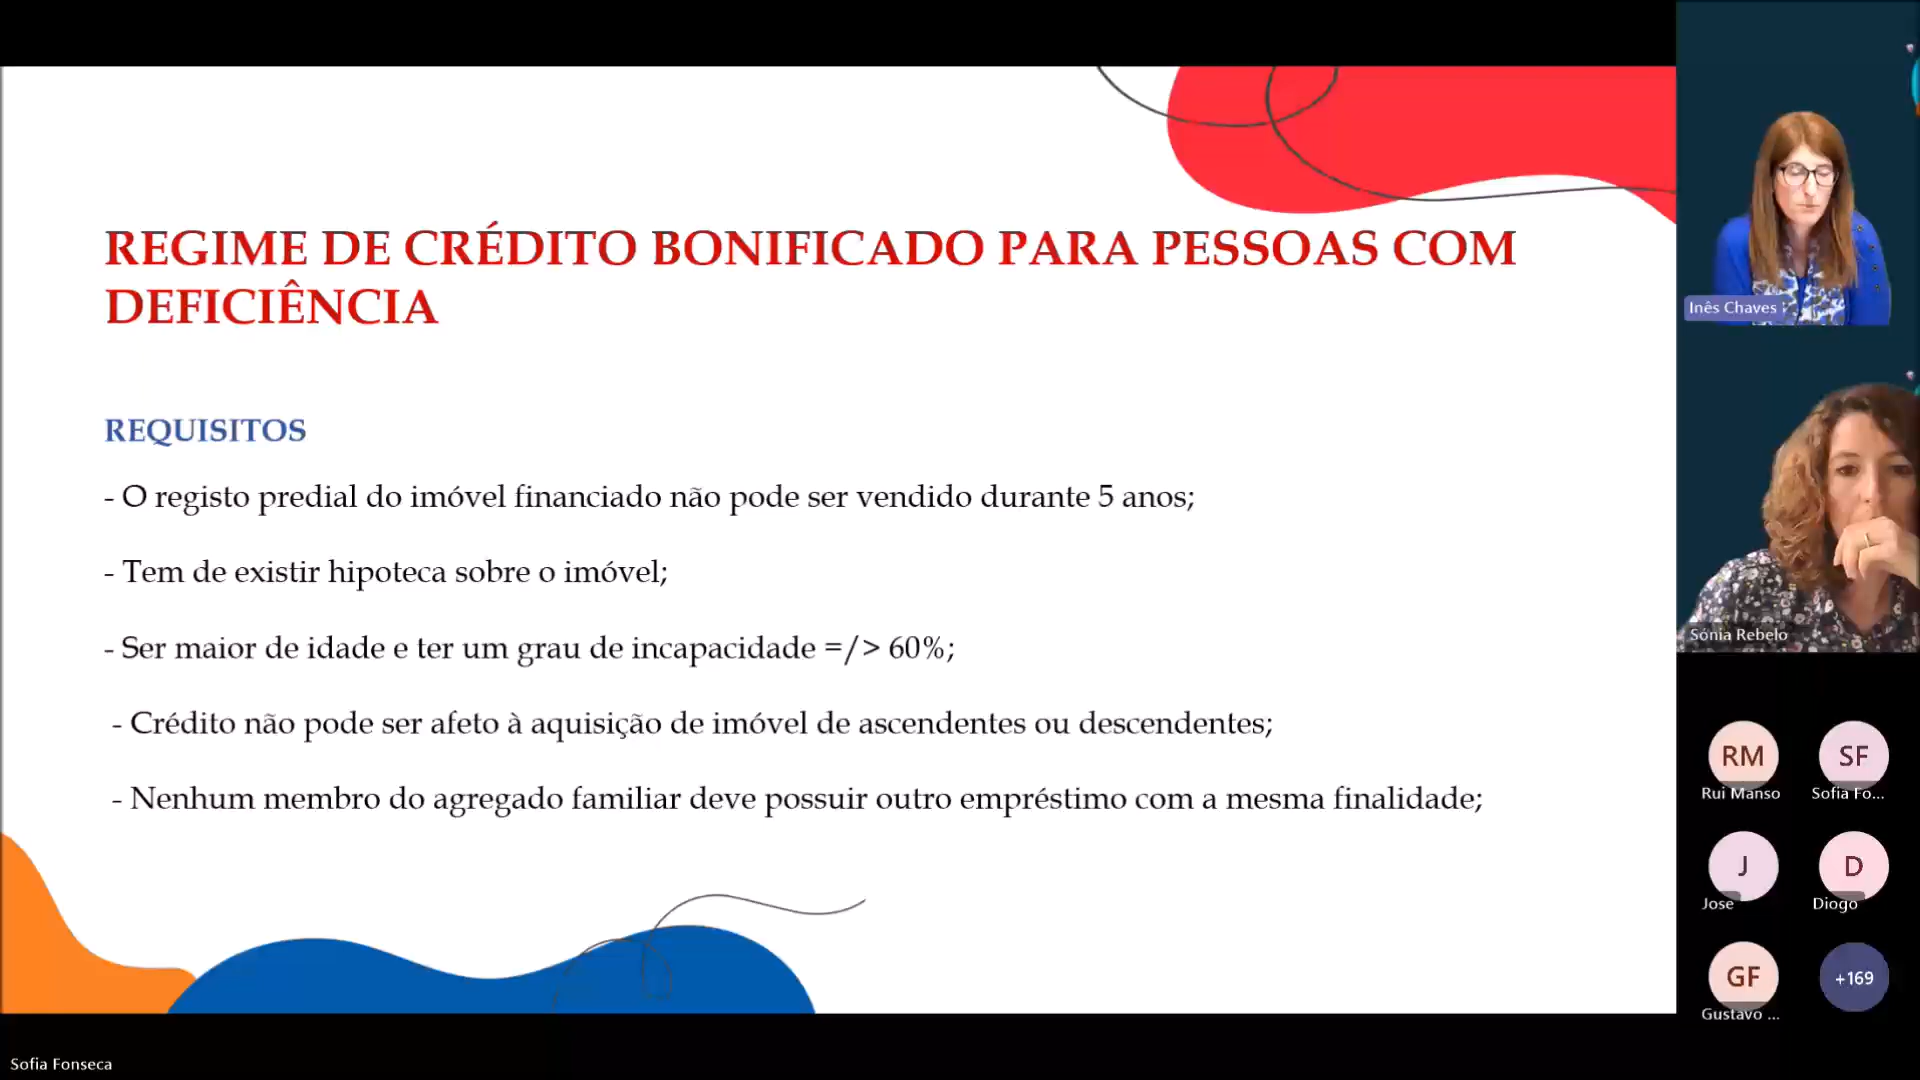 REGIME DE CRÉDITO BONIFICADO PARA PESSOAS COM
DEFICIÊNCIA
REQUISITOS
- O registo predial do imóvel financiado não pode ser vendido durante 5 anos;
- Tem de existir hipoteca sobre o imóvel;
- Ser maior de idade e ter um grau de incapacidade =/> 60%;
- Crédito não pode ser afeto à aquisição de imóvel de ascendentes ou descendentes;
- Nenhum membro do agregado familiar deve possuir outro empréstimo com a mesma finalidade;
Inês Chaves
Sónia Rebelo
RM
SF
Rui Manso
Sofia Fo...
J
D
Jose
Diogo
GF
+169
Gustavo ...
Sofia Fonseca